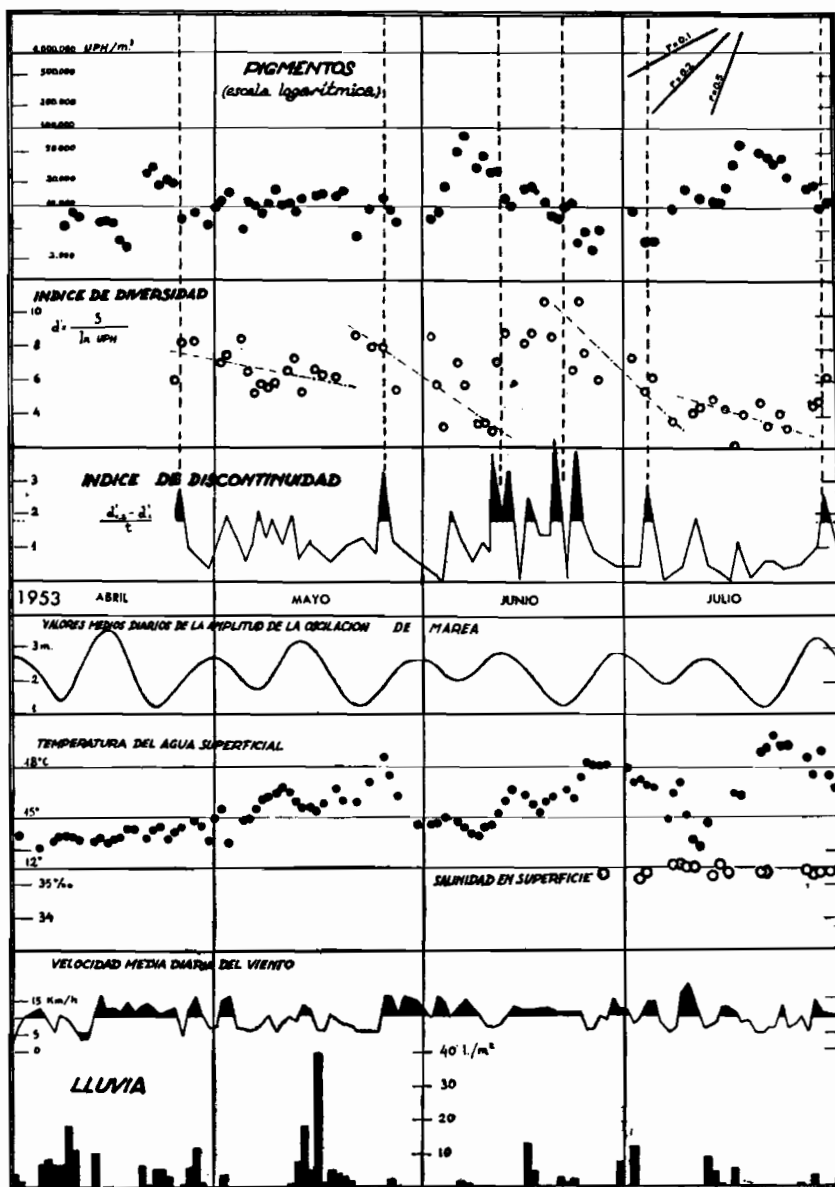 4.000.000 UPH/m.³
PIGMENTOS
(escala logarítmica)
500.000
200.000
100.000
r=0.1
r=0.2
r=0.5
30.000
10.000
2.000
INDICE DE DIVERSIDAD
d= S
ln UPH
10
8
6
4
INDICE DE DISCONTINUIDAD
3
2
1
t
1953 ABRIL MAYO JUNIO JULIO
VALORES MEDIOS DIARIOS DE LA AMPLITUD DE LA OSCILACION DE MAREA
3 m.
2
1
TEMPERATURA DEL AGUA SUPERFICIAL
18°C
15°
12°
35‰
SALINIDAD EN SUPERFICIE
34
VELOCIDAD MEDIA DIARIA DEL VIENTO
15 Km/h
5
0
40 l./m²
LLUVIA
30
20
10